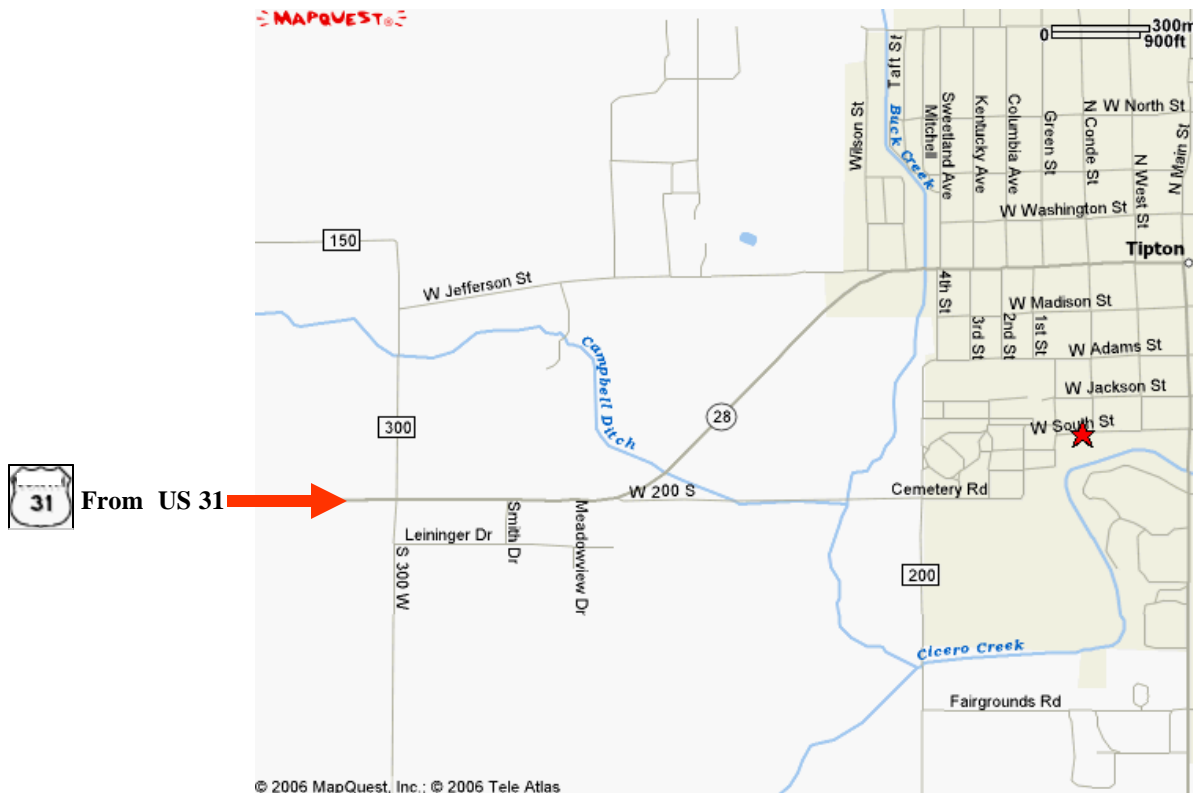 MAPQUEST®
300m
0
900ft
Taft St
Buck Creek
Wilson St
Mitchell
Sweetland Ave
Kentucky Ave
Columbia Ave
Green St
N Conde St
W North St
N West St
N Main St
W Washington St
Tipton
150
W Jefferson St
4th St
W Madison St
3rd St
2nd St
1st St
W Adams St
Campbell Ditch
W Jackson St
28
300
W South St
31
From US 31
W 200 S
Cemetery Rd
Smith Dr
Meadowview Dr
Leininger Dr
S 300 W
200
Cicero Creek
Fairgrounds Rd
© 2006 MapQuest, Inc.; © 2006 Tele Atlas